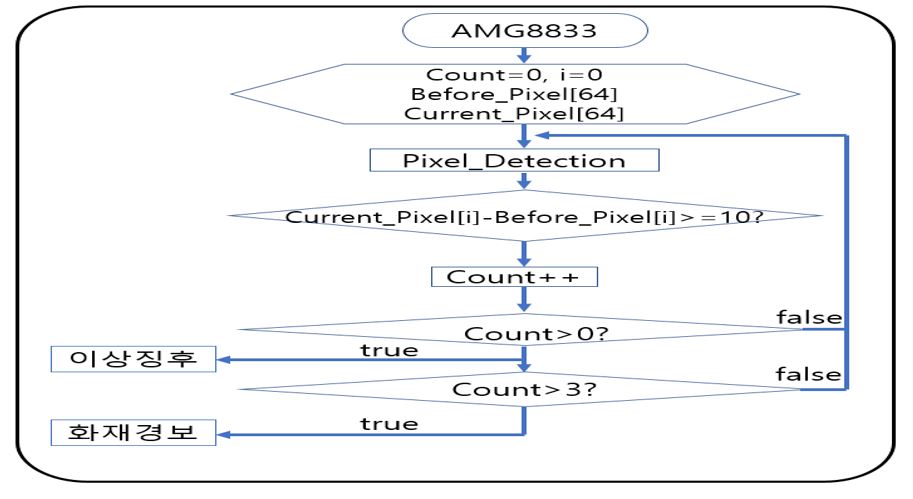 AMG8833
Count=0, i=0
Before_Pixel[64]
Current_Pixel[64]
Pixel_Detection
Current_Pixel[i]-Before_Pixel[i]>=10?
Count++
Count>0?
false
true
이상징후
Count>3?
false
true
화재경보